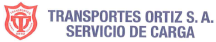 TRANSPORTES ORTIZ S. A.
SERVICIO DE CARGA